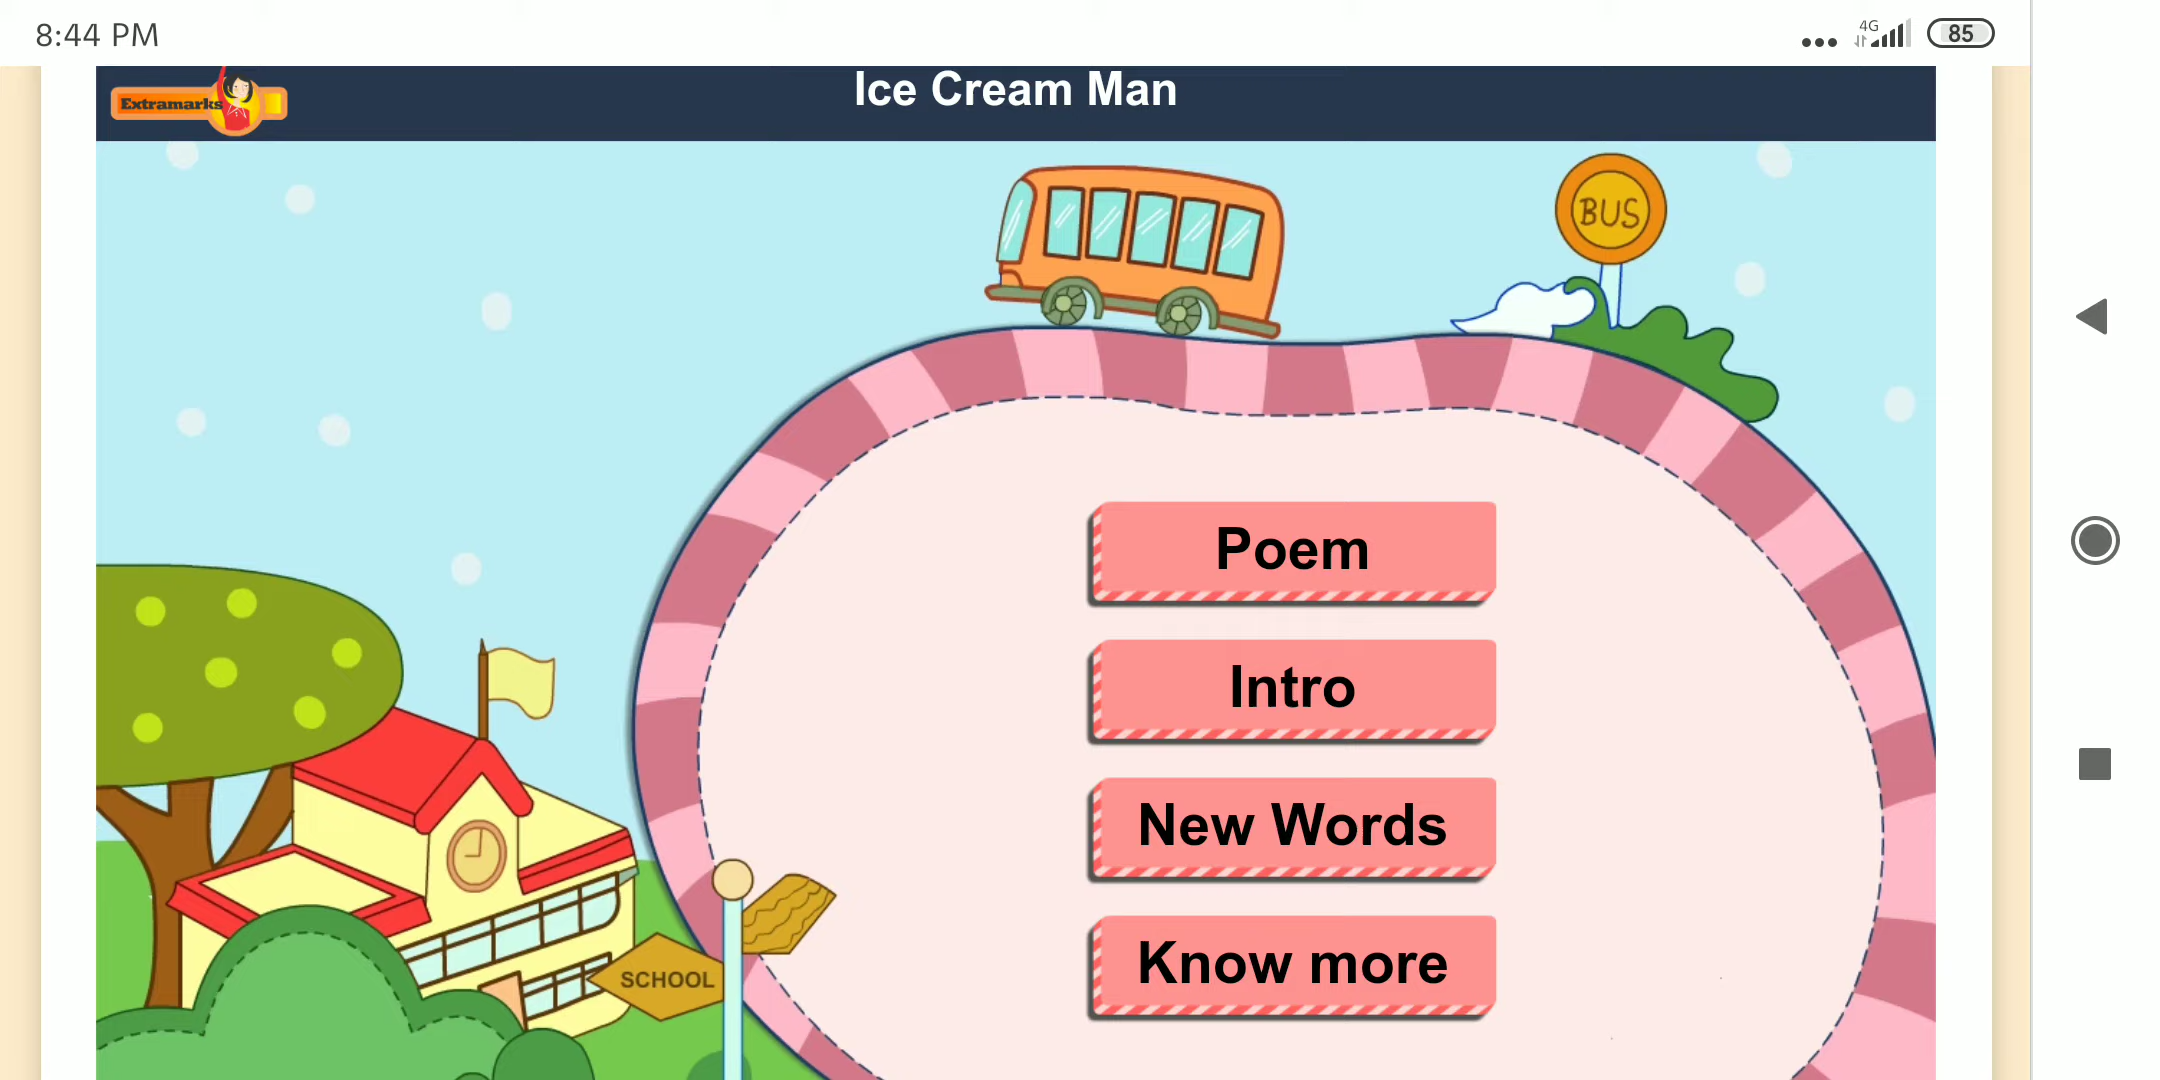 8:44 PM
4G
85
Extramarks
Ice Cream Man
BUS
Poem
Intro
New Words
Know more
SCHOOL